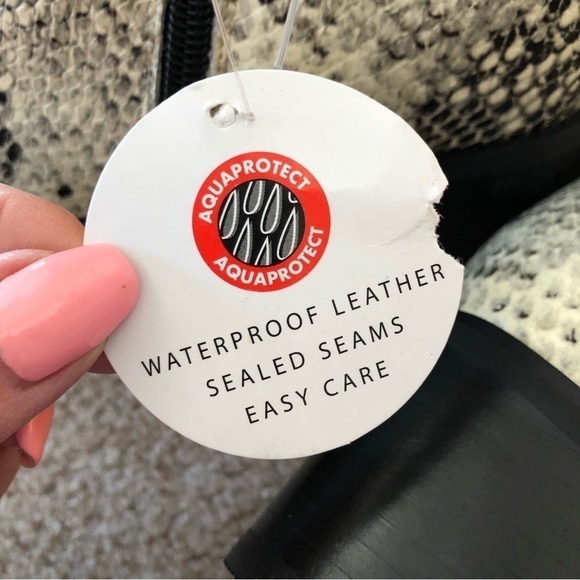 AQUAPROTECT
AQUAPROTECT
WATERPROOF LEATHER
SEALED SEAMS
EASY CARE